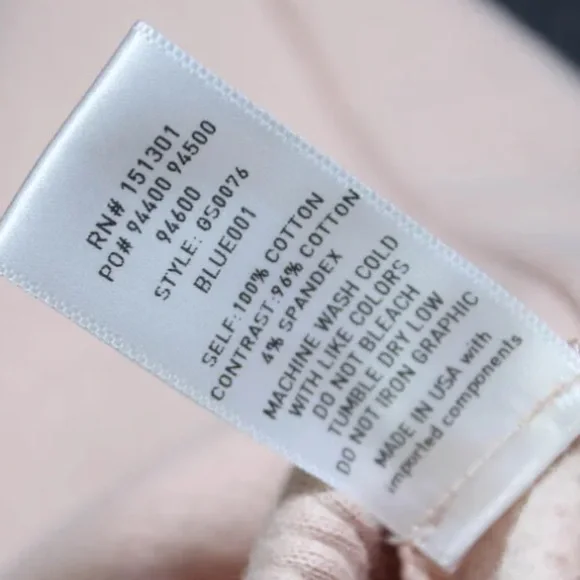 RN# 151301
PO# 94400 94500
94600
STYLE: GS0076
BLUE001
SELF: 100% COTTON
CONTRAST: 96% COTTON
4% SPANDEX
MACHINE WASH COLD
WITH LIKE COLORS
DO NOT BLEACH
TUMBLE DRY LOW
DO NOT IRON GRAPHIC
MADE IN USA with
imported components